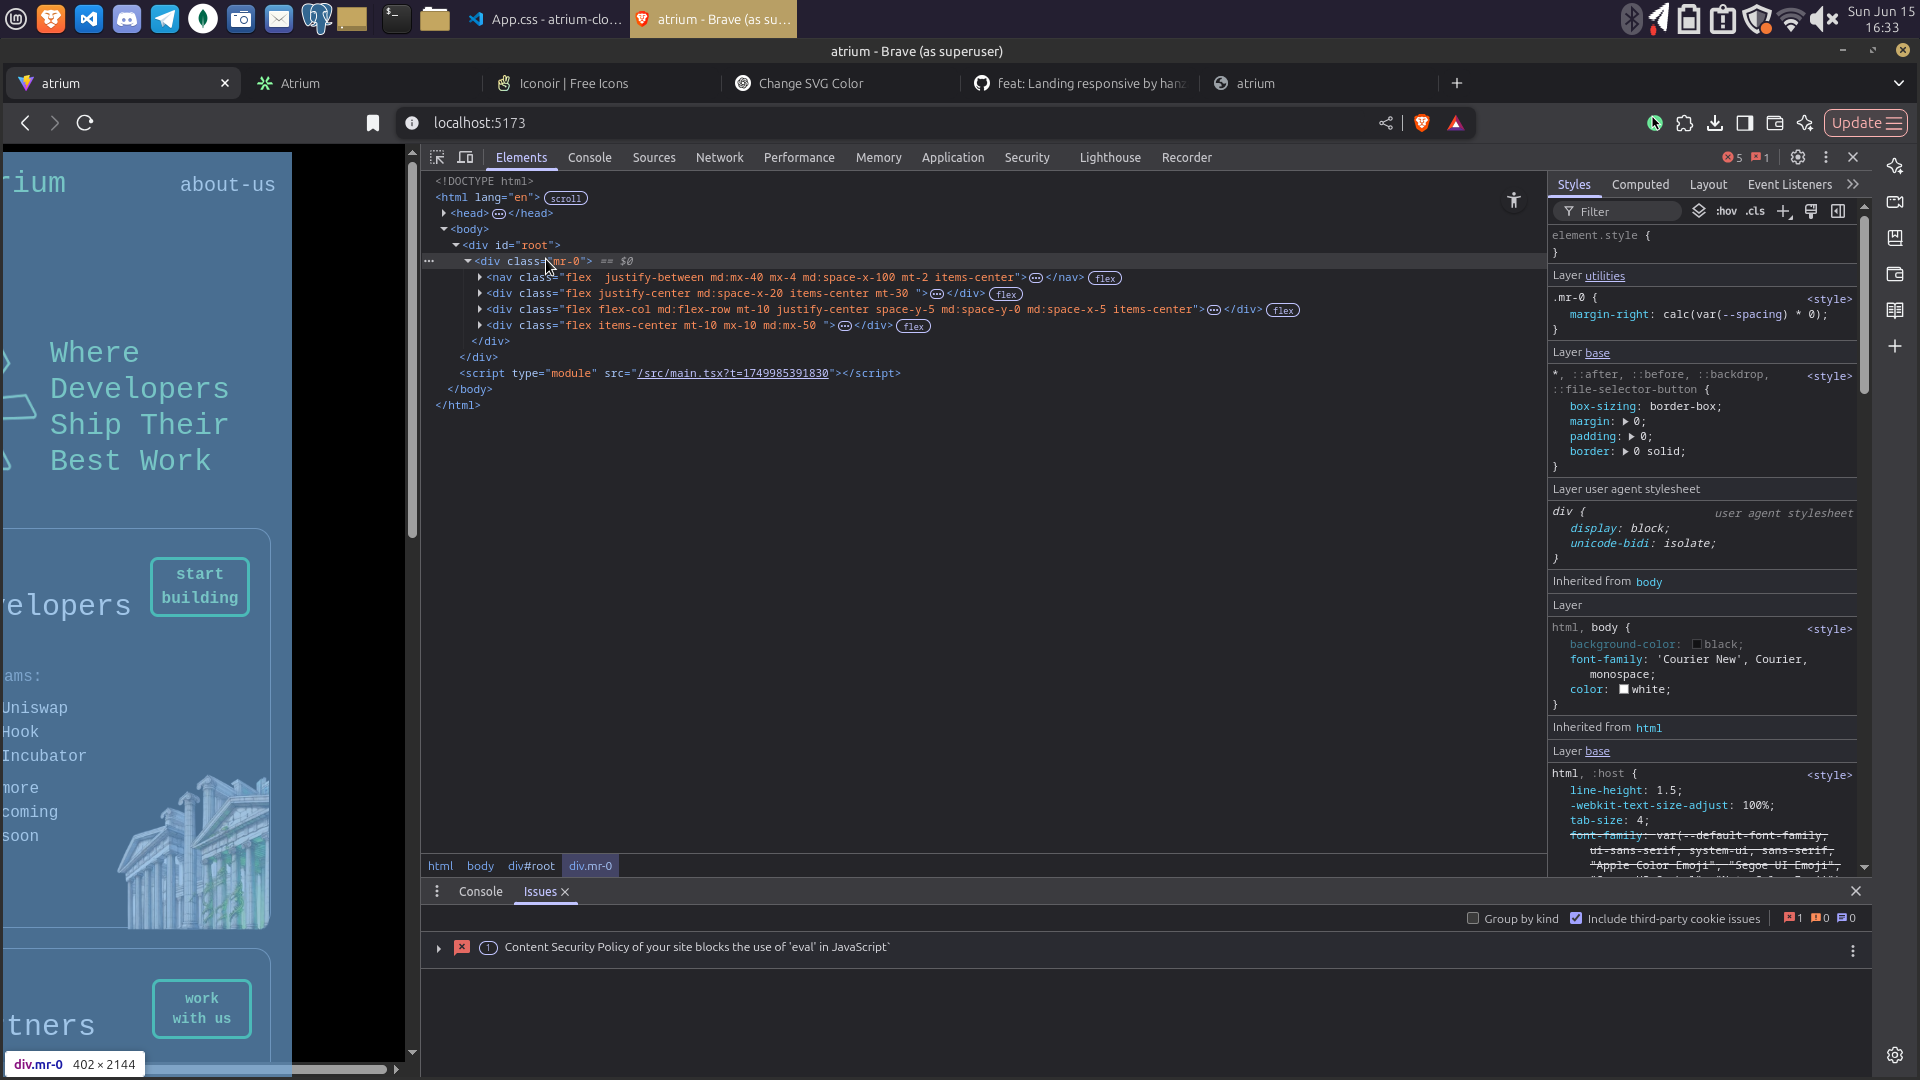 App.css - atrium-clo...
atrium - Brave (as su...
Sun Jun 15
16:33
atrium - Brave (as superuser)
atrium
Atrium
Iconoir | Free Icons
Change SVG Color
feat: Landing responsive by hanz
atrium
localhost:5173
Update
rium
about-us
Where
Developers
Ship Their
Best Work
start
building
velopers
ams:
Uniswap
Hook
Incubator
more
coming
soon
work
with us
rtners
div.mr-0 402 × 2144
Elements Console Sources Network Performance Memory Application Security Lighthouse Recorder
5 1
<!DOCTYPE html>
<html lang="en"> scroll
<head> </head>
<body>
<div id="root">
<div class="mr-0"> == $0
<nav class="flex  justify-between md:mx-40 mx-4 md:space-x-100 mt-2 items-center"> </nav> flex
<div class="flex justify-center md:space-x-20 items-center mt-30 "> </div> flex
<div class="flex flex-col md:flex-row mt-10 justify-center space-y-5 md:space-y-0 md:space-x-5 items-center"> </div> flex
<div class="flex items-center mt-10 mx-10 md:mx-50 "> </div> flex
</div>
</div>
<script type="module" src="/src/main.tsx?t=1749985391830"></script>
</body>
</html>
html body div#root div.mr-0
Styles Computed Layout Event Listeners
Filter
:hov .cls
element.style {
}
Layer utilities
.mr-0 { <style>
margin-right: calc(var(--spacing) * 0);
}
Layer base
*, ::after, ::before, ::backdrop, <style>
::file-selector-button {
box-sizing: border-box;
margin: 0;
padding: 0;
border: 0 solid;
}
Layer user agent stylesheet
div { user agent stylesheet
display: block;
unicode-bidi: isolate;
}
Inherited from body
Layer
html, body { <style>
background-color: black;
font-family: 'Courier New', Courier,
monospace;
color: white;
}
Inherited from html
Layer base
html, :host { <style>
line-height: 1.5;
-webkit-text-size-adjust: 100%;
tab-size: 4;
font-family: var(--default-font-family,
ui-sans-serif, system-ui, sans-serif,
"Apple Color Emoji", "Segoe UI Emoji",
Console Issues
Group by kind Include third-party cookie issues 1 0 0
1 Content Security Policy of your site blocks the use of 'eval' in JavaScript`